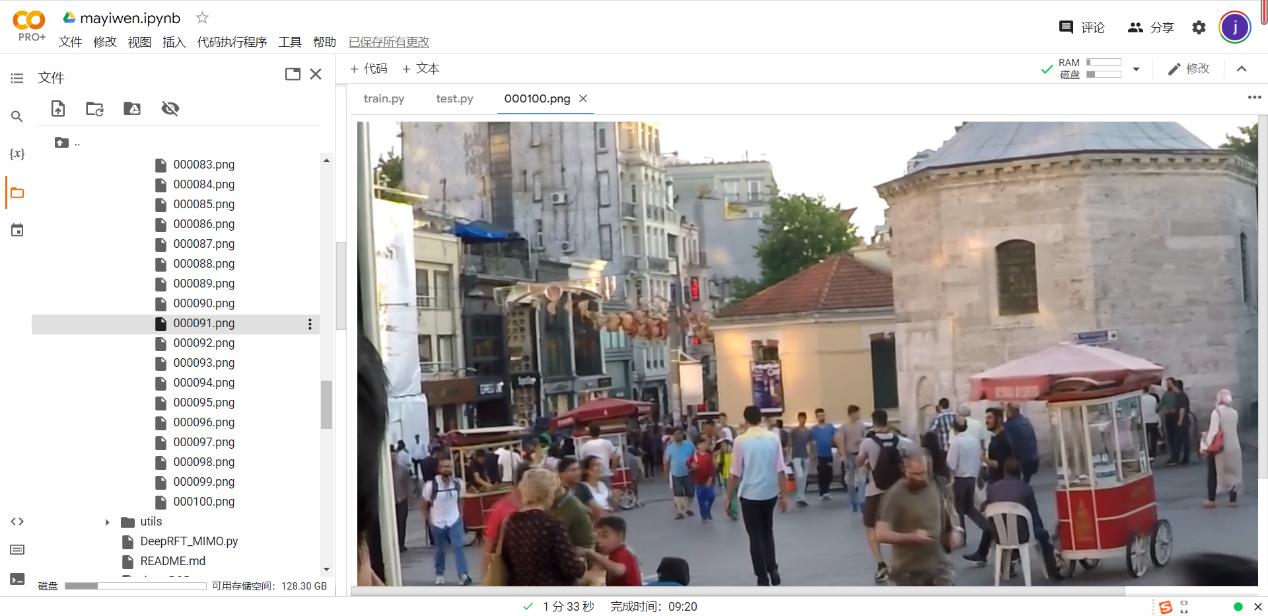 mayiwen.ipynb
PRO+
文件 修改 视图 插入 代码执行程序 工具 帮助 已保存所有更改
评论 分享 j
文件
+ 代码 + 文本
RAM
磁盘
修改
train.py test.py 000100.png
{x}
..
000083.png
000084.png
000085.png
000086.png
000087.png
000088.png
000089.png
000090.png
000091.png
000092.png
000093.png
000094.png
000095.png
000096.png
000097.png
000098.png
000099.png
000100.png
utils
DeepRFT_MIMO.py
README.md
磁盘 可用存储空间：128.30 GB
1 分 33 秒 完成时间：09:20